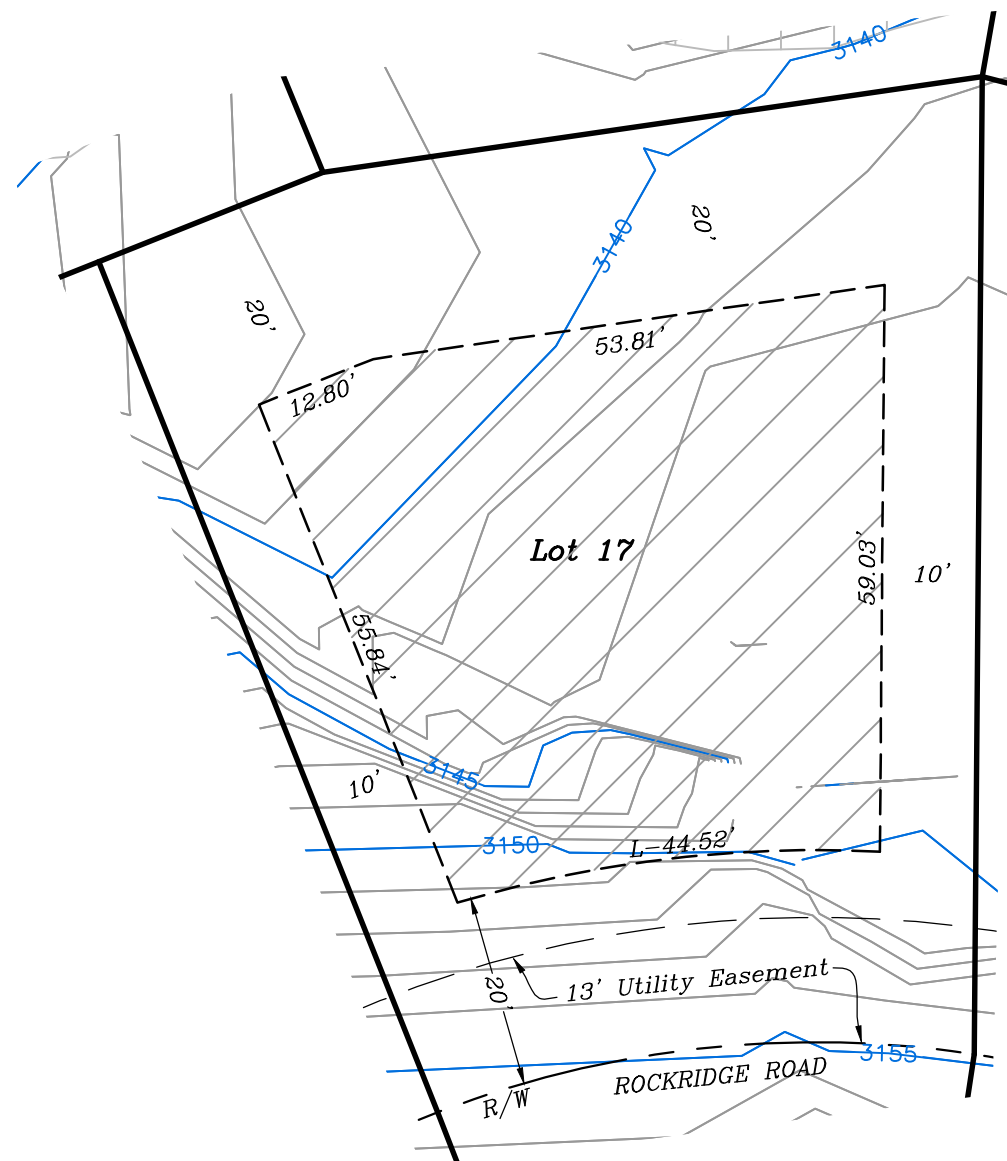 3140
3140
20'
20'
53.81'
12.80'
Lot 17
59.03'
10'
55.84'
3145
10'
3150
L-44.52'
20'
13' Utility Easement
3155
ROCKRIDGE ROAD
R/W